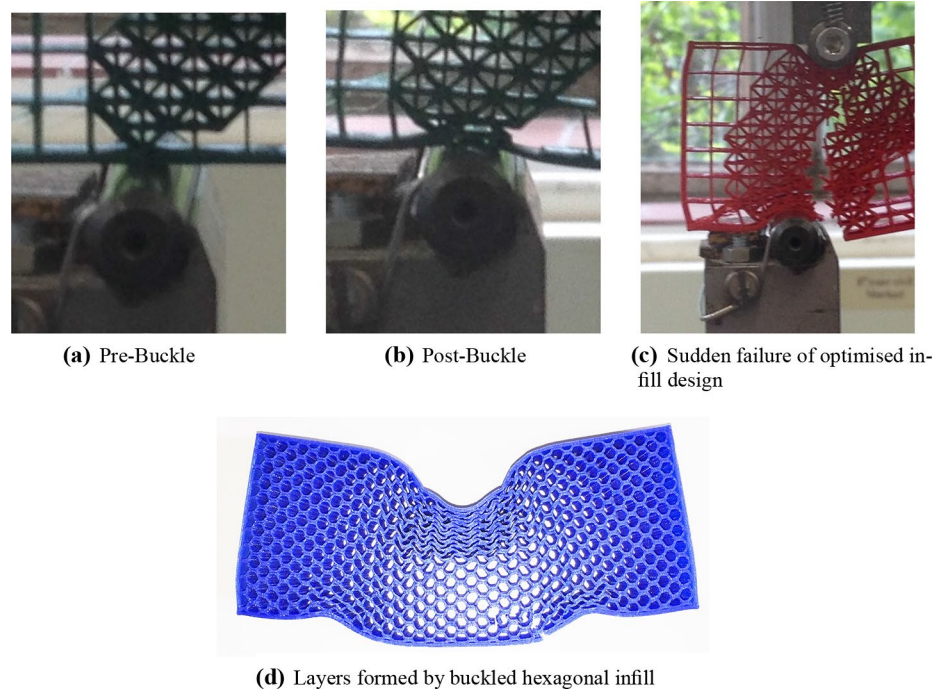 (a) Pre-Buckle
(b) Post-Buckle
(c) Sudden failure of optimised in-
fill design
(d) Layers formed by buckled hexagonal infill